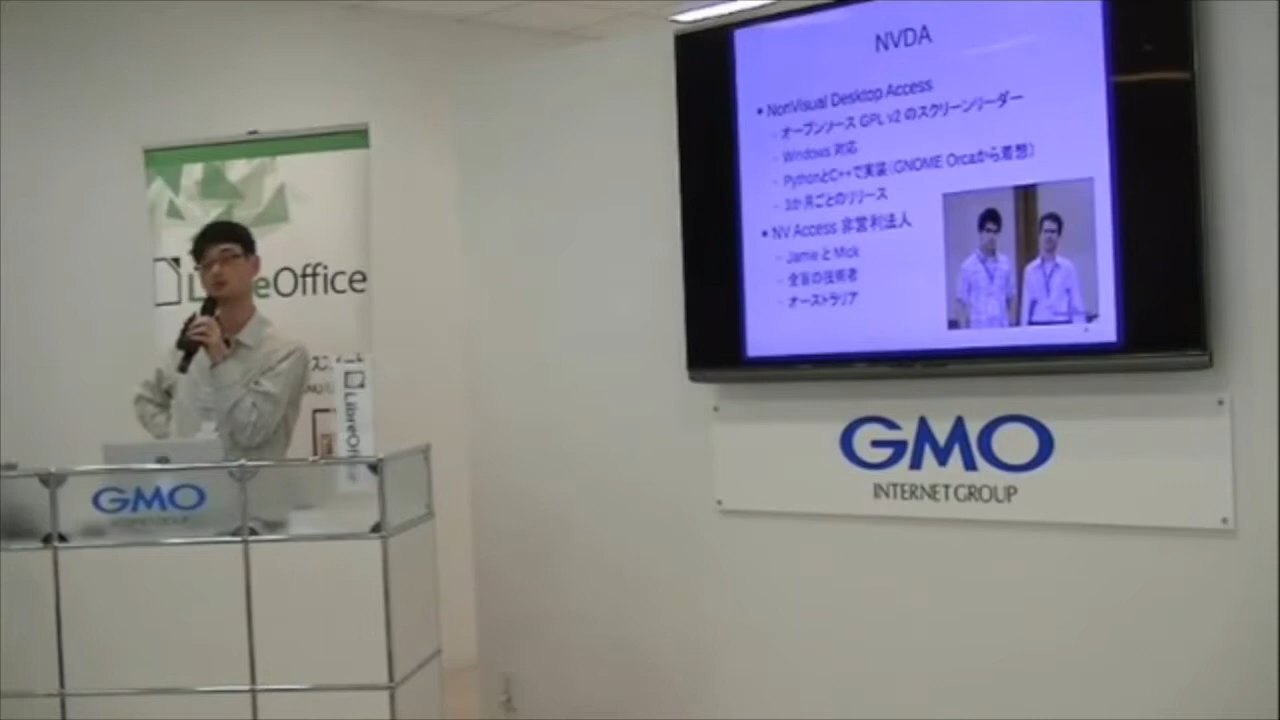 NVDA
• NonVisual Desktop Access
- オープンソース GPL v2 のスクリーンリーダー
- Windows 対応
- PythonとC++で実装(GNOME Orcaから着想)
- 3か月ごとのリリース
• NV Access 非営利法人
- Jamie と Mick
- 全盲の技術者
- オーストラリア
LibreOffice
LibreOffice
GMO
INTERNET GROUP
GMO
INTERNET GROUP